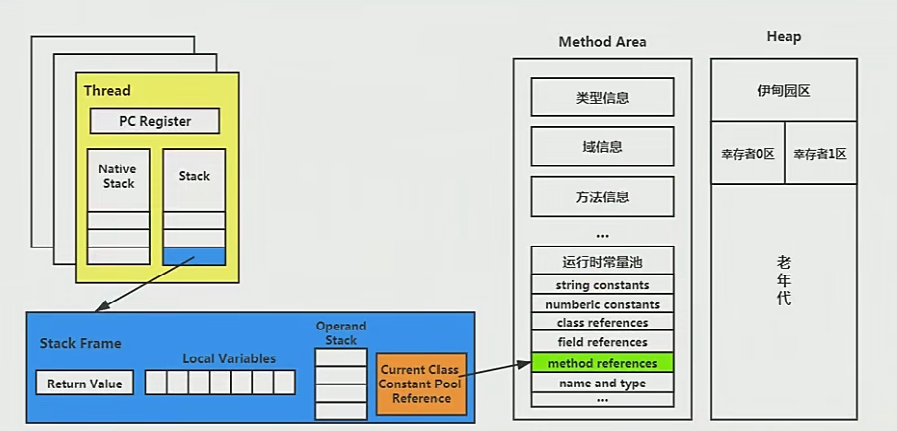 Thread
PC Register
Native
Stack
Stack
Stack Frame
Return Value
Local Variables
Operand
Stack
Current Class
Constant Pool
Reference
Method Area
类型信息
域信息
方法信息
...
运行时常量池
string constants
numberic constants
class references
field references
method references
name and type
...
Heap
伊甸园区
幸存者0区
幸存者1区
老
年
代